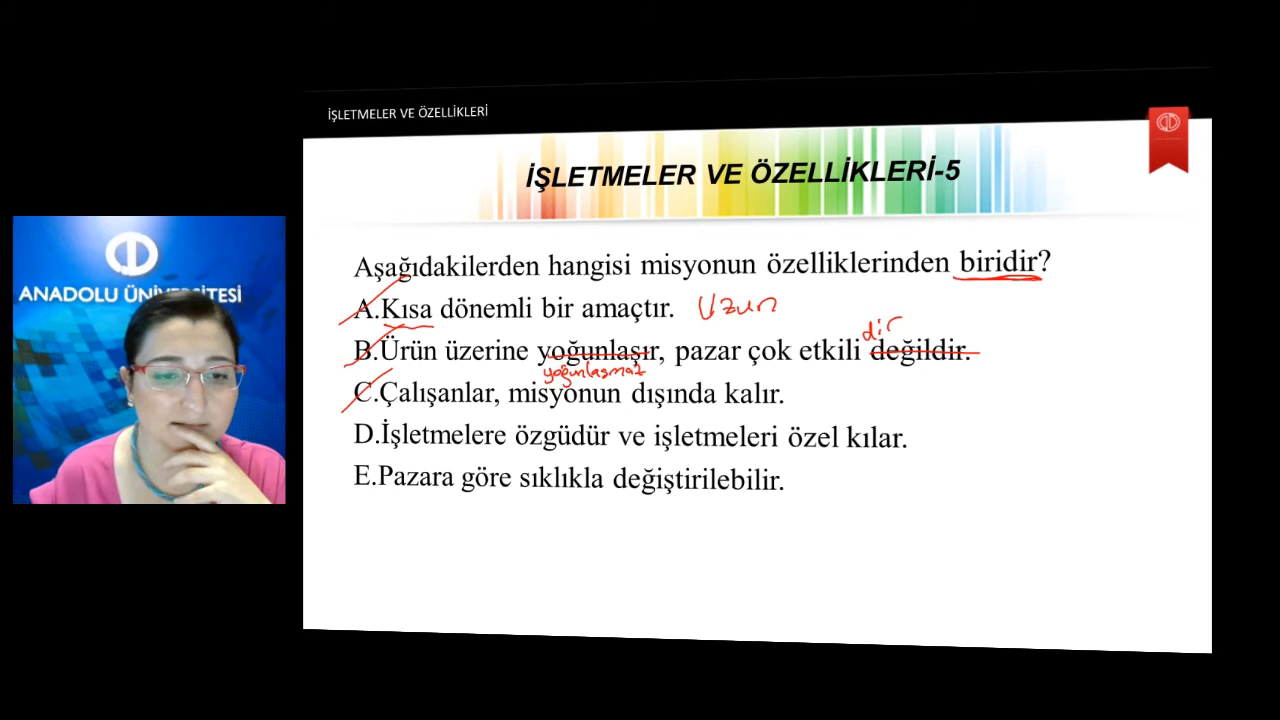 İŞLETMELER VE ÖZELLİKLERİ
İŞLETMELER VE ÖZELLİKLERİ-5
ANADOLU ÜNİVERSİTESİ
Aşağıdakilerden hangisi misyonun özelliklerinden biridir?
A.Kısa dönemli bir amaçtır. Uzun
dir
B.Ürün üzerine yoğunlaşır, pazar çok etkili değildir.
yoğunlaşmaz
C.Çalışanlar, misyonun dışında kalır.
D.İşletmelere özgüdür ve işletmeleri özel kılar.
E.Pazara göre sıklıkla değiştirilebilir.